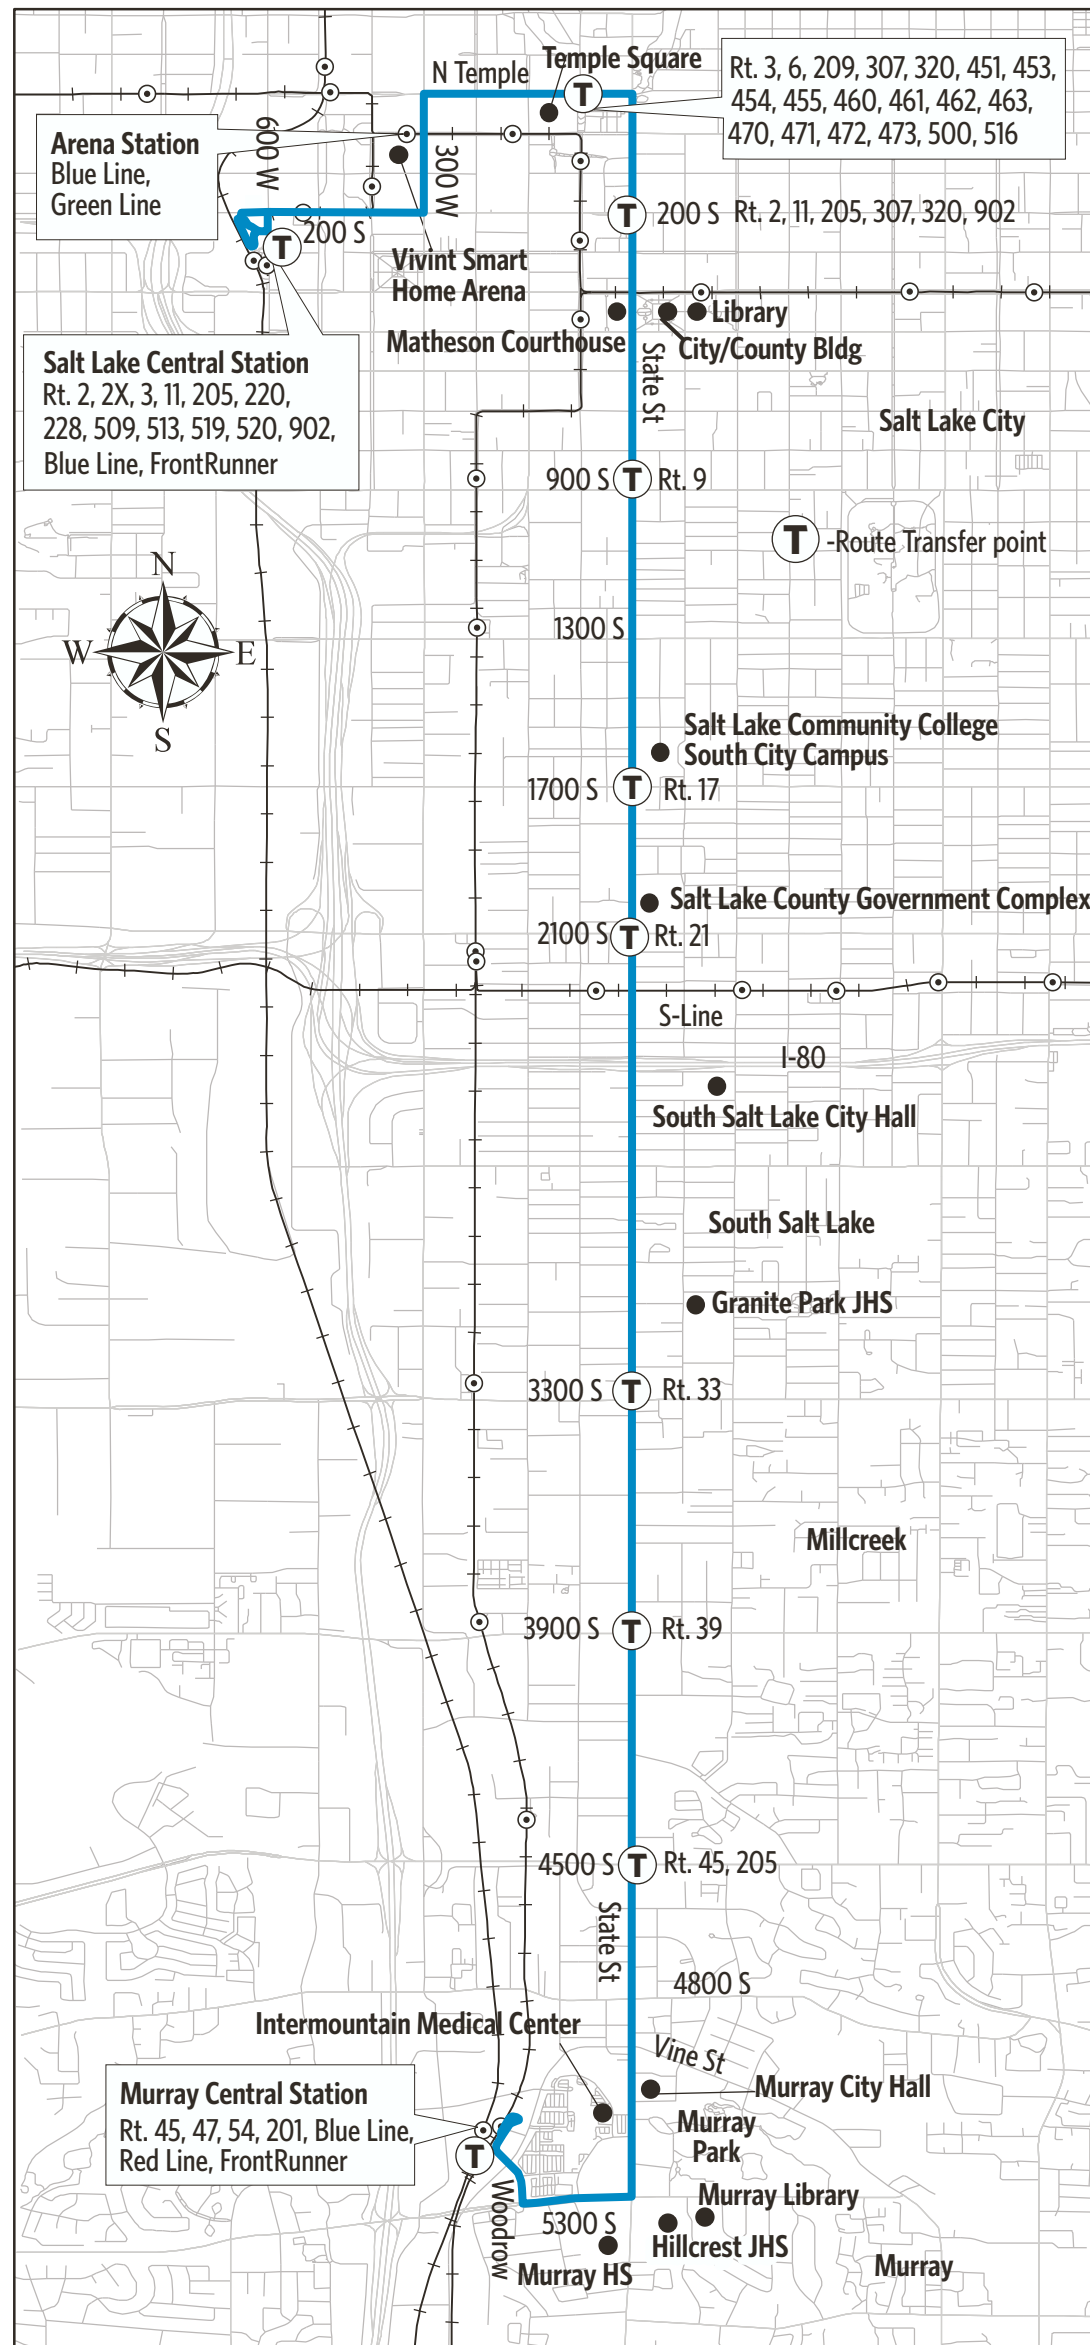 Temple Square
N Temple
Rt. 3, 6, 209, 307, 320, 451, 453,
454, 455, 460, 461, 462, 463,
470, 471, 472, 473, 500, 516
T
Arena Station
Blue Line,
Green Line
600 W
300 W
T
200 S
Rt. 2, 11, 205, 307, 320, 902
T
200 S
Vivint Smart
Home Arena
Library
Matheson Courthouse
City/County Bldg
State St
Salt Lake Central Station
Rt. 2, 2X, 3, 11, 205, 220,
228, 509, 513, 519, 520, 902,
Blue Line, FrontRunner
Salt Lake City
900 S
T
Rt. 9
T
-Route Transfer point
N
W
E
S
1300 S
Salt Lake Community College
South City Campus
1700 S
T
Rt. 17
Salt Lake County Government Complex
2100 S
T
Rt. 21
S-Line
I-80
South Salt Lake City Hall
South Salt Lake
Granite Park JHS
3300 S
T
Rt. 33
Millcreek
3900 S
T
Rt. 39
4500 S
T
Rt. 45, 205
State St
4800 S
Intermountain Medical Center
Vine St
Murray Central Station
Rt. 45, 47, 54, 201, Blue Line,
Red Line, FrontRunner
Murray City Hall
Murray
Park
T
Woodrow
Murray Library
5300 S
Hillcrest JHS
Murray HS
Murray